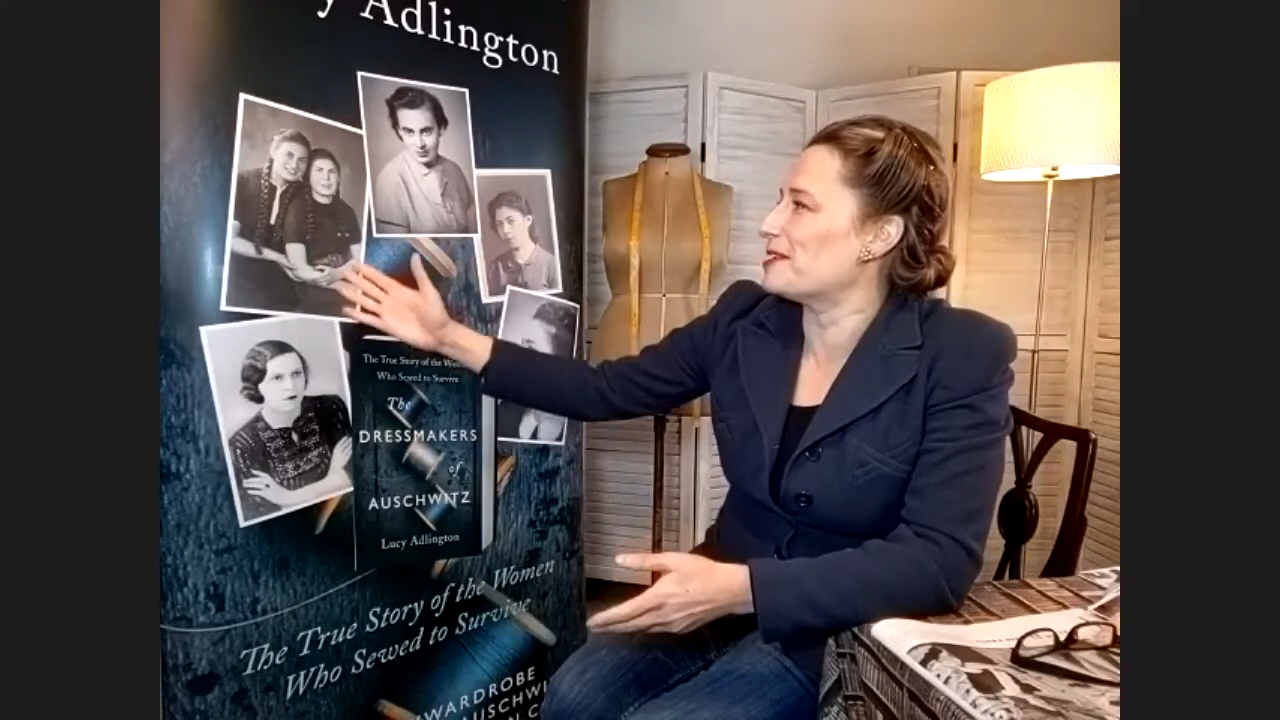 y Adlington
The True Story of the
Who Sewed to Survive
The
DRESSMAKERS
of
AUSCHWITZ
Lucy Adlington
The True Story of the Women
Who Sewed to Survive
WARDROBE